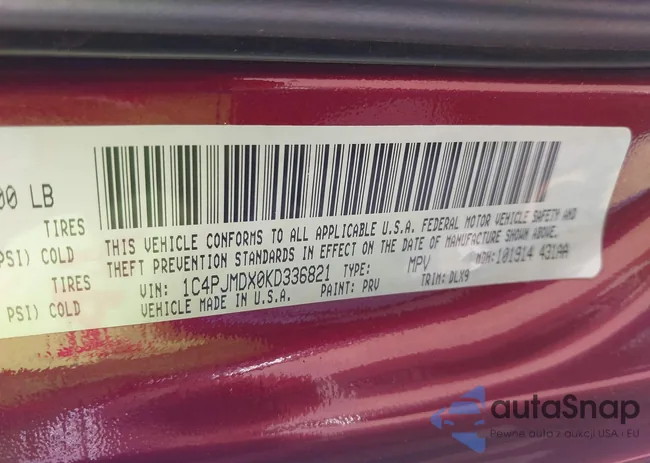 00 LB
TIRES
PSI) COLD
TIRES
PSI) COLD
THIS VEHICLE CONFORMS TO ALL APPLICABLE U.S.A. FEDERAL MOTOR VEHICLE SAFETY AND
THEFT PREVENTION STANDARDS IN EFFECT ON THE DATE OF MANUFACTURE SHOWN ABOVE.
VIN: 1C4PJMDX0KD336821 TYPE: MPV MDH:101914 431AA
VEHICLE MADE IN U.S.A. PAINT: PRV TRIM: DLX9
autaSnap
Pewne auta z aukcji USA i EU